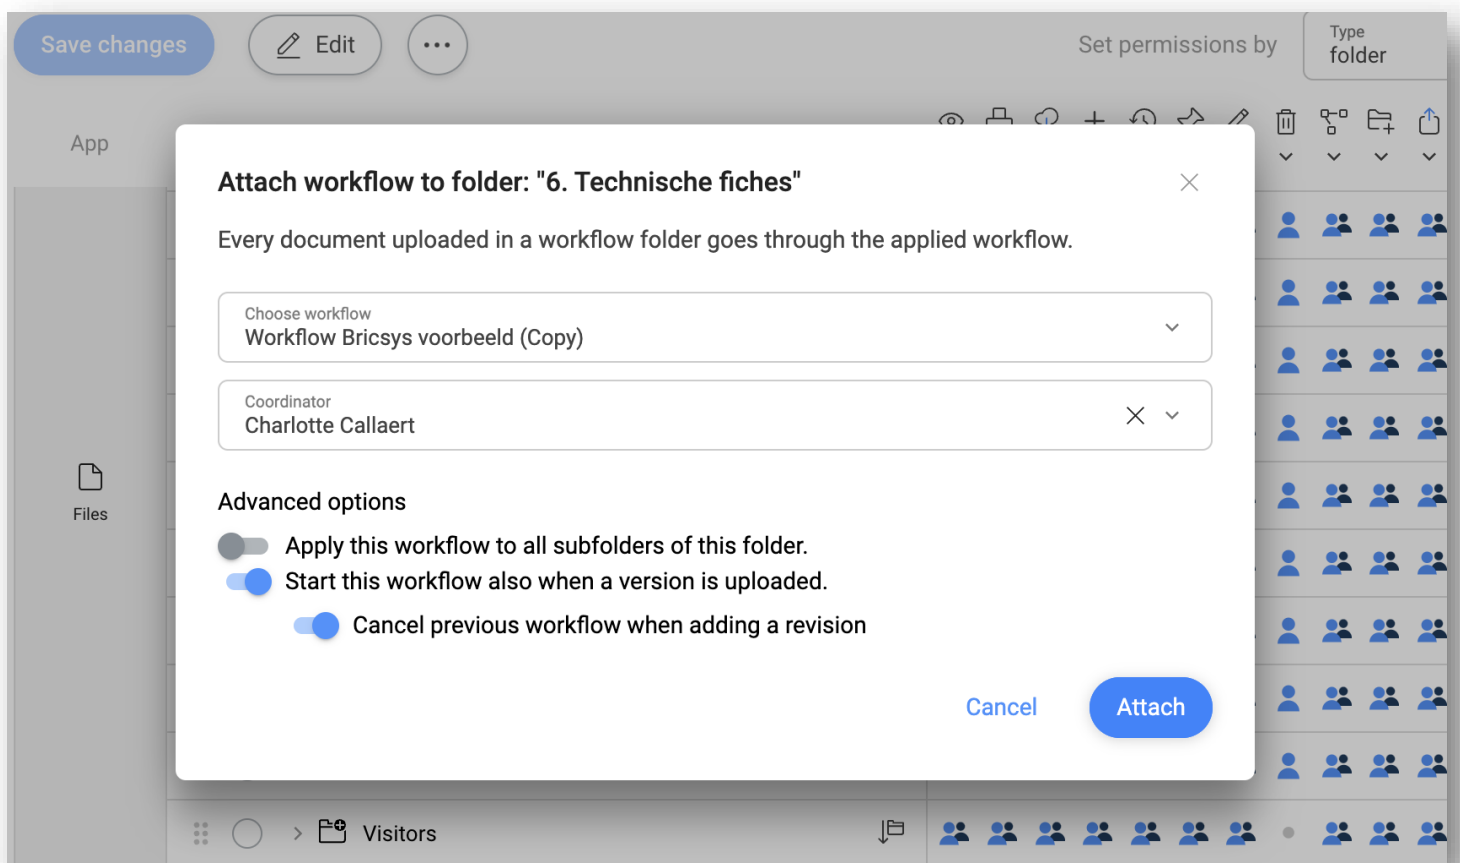 Save changes
Edit
Set permissions by
Type
folder
App
Attach workflow to folder: "6. Technische fiches"
Every document uploaded in a workflow folder goes through the applied workflow.
Choose workflow
Workflow Bricsys voorbeeld (Copy)
Coordinator
Charlotte Callaert
Advanced options
Files
Apply this workflow to all subfolders of this folder.
Start this workflow also when a version is uploaded.
Cancel previous workflow when adding a revision
Cancel
Attach
Visitors